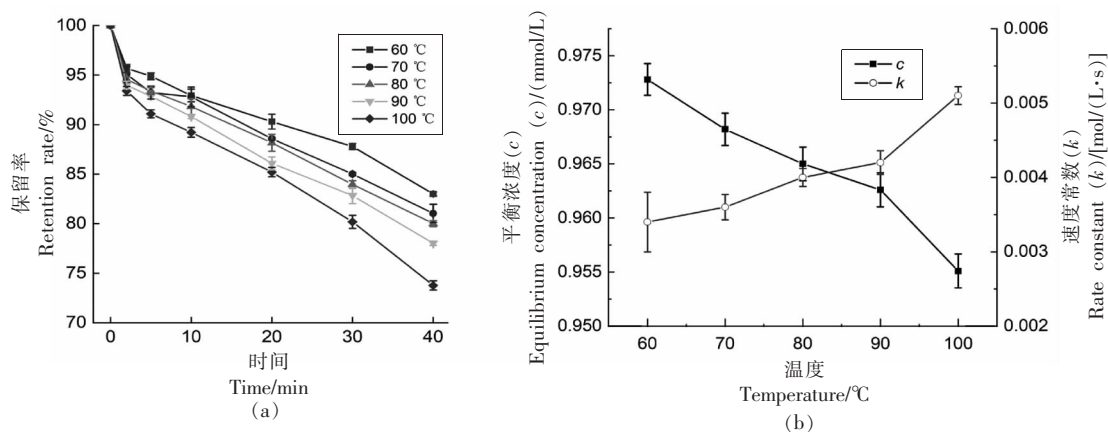 100
95
90
85
80
75
70
保留率
Retention rate/%
60 ℃
70 ℃
80 ℃
90 ℃
100 ℃
0
10
20
30
40
时间
Time/min
(a)
平衡浓度(c)
Equilibrium concentration (c)/(mmol/L)
0.975
0.970
0.965
0.960
0.955
0.950
c
k
0.006
0.005
0.004
0.003
0.002
速度常数(k)
Rate constant (k)/[mol/(L·s)]
60
70
80
90
100
温度
Temperature/℃
(b)